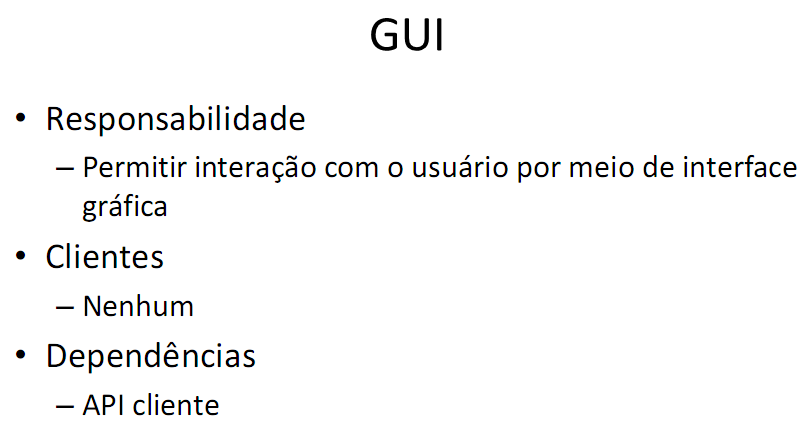 GUI
• Responsabilidade
– Permitir interação com o usuário por meio de interface
gráfica
• Clientes
– Nenhum
• Dependências
– API cliente